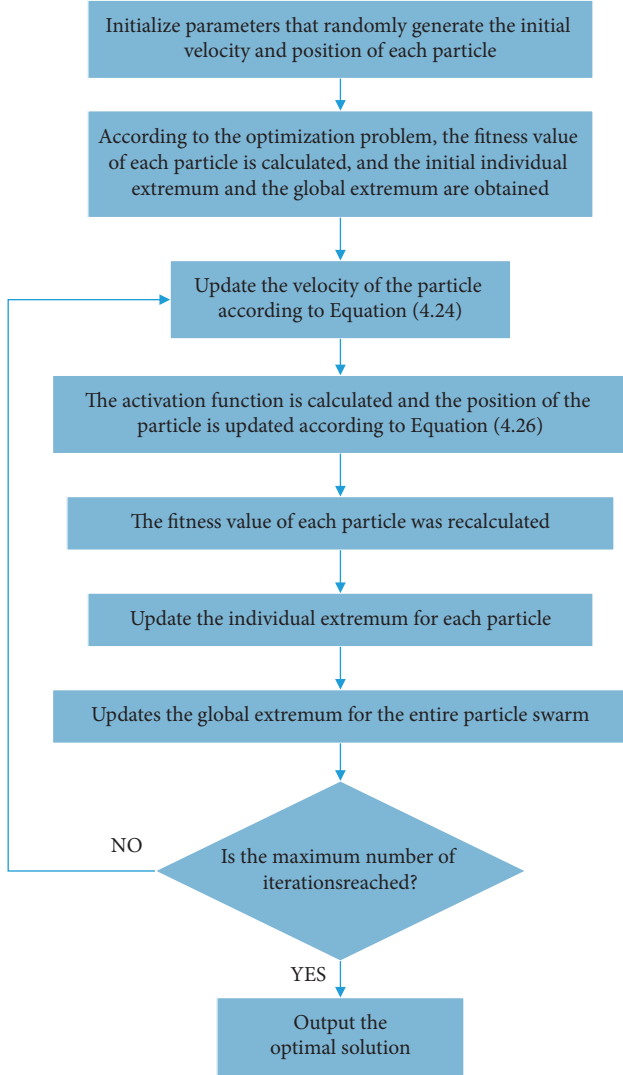 Initialize parameters that randomly generate the initial
velocity and position of each particle
According to the optimization problem, the fitness value
of each particle is calculated, and the initial individual
extremum and the global extremum are obtained
Update the velocity of the particle
according to Equation (4.24)
The activation function is calculated and the position of the
particle is updated according to Equation (4.26)
The fitness value of each particle was recalculated
Update the individual extremum for each particle
Updates the global extremum for the entire particle swarm
NO
Is the maximum number of
iterationsreached?
YES
Output the
optimal solution